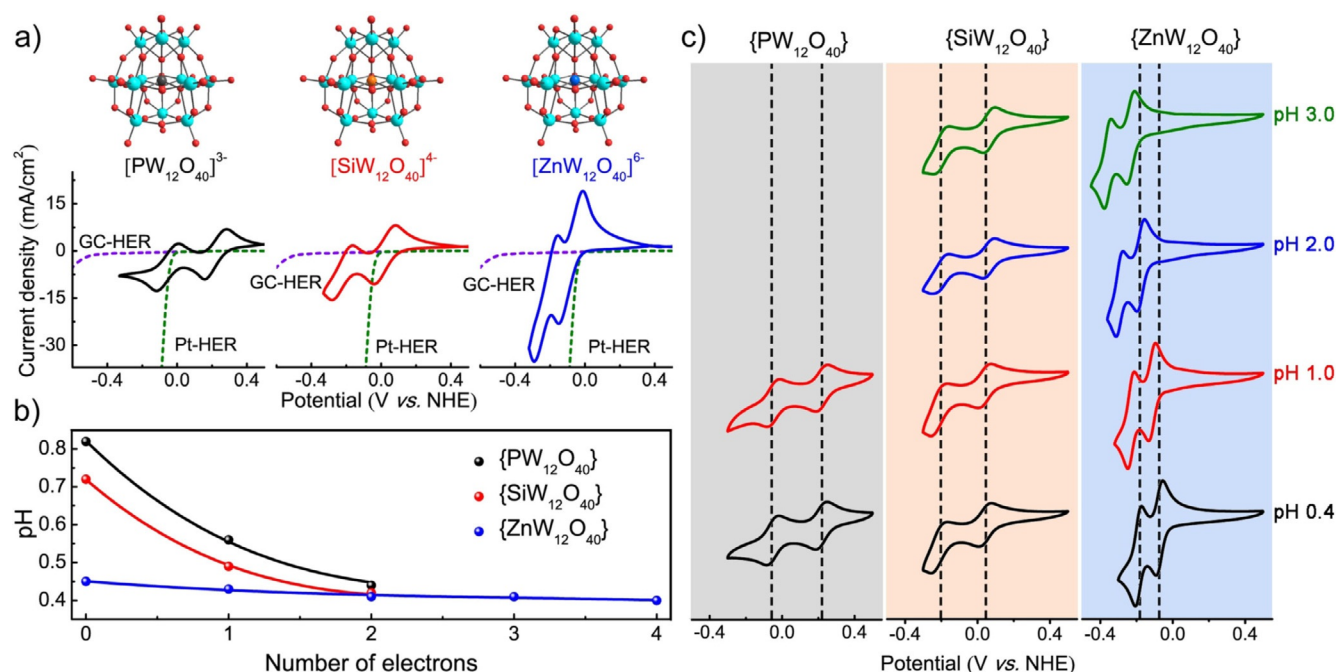 a)
[PW₁₂O₄₀]³⁻
[SiW₁₂O₄₀]⁴⁻
[ZnW₁₂O₄₀]⁶⁻
Current density (mA/cm²)
15
0
-15
-30
GC-HER
Pt-HER
GC-HER
Pt-HER
GC-HER
Pt-HER
-0.4 0.0 0.4 -0.4 0.0 0.4 -0.4 0.0 0.4
Potential (V vs. NHE)
b)
pH
0.8
0.7
0.6
0.5
0.4
{PW₁₂O₄₀}
{SiW₁₂O₄₀}
{ZnW₁₂O₄₀}
0 1 2 3 4
Number of electrons
c)
{PW₁₂O₄₀} {SiW₁₂O₄₀} {ZnW₁₂O₄₀}
pH 3.0
pH 2.0
pH 1.0
pH 0.4
-0.4 0.0 0.4 -0.4 0.0 0.4 -0.4 0.0 0.4
Potential (V vs. NHE)